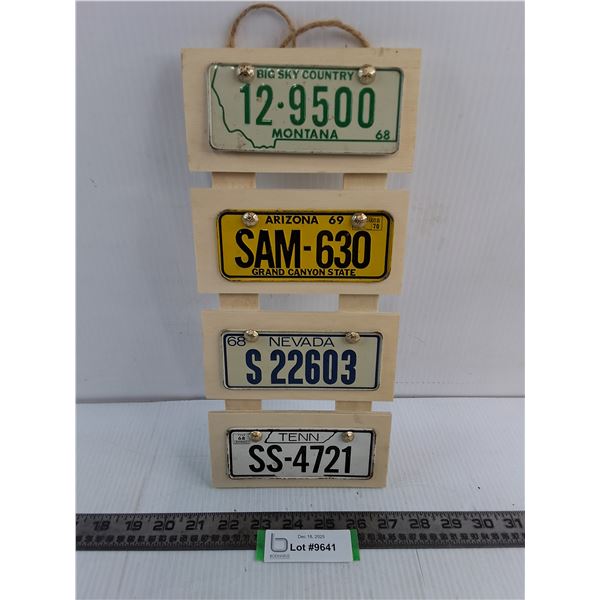 BIG SKY COUNTRY
12·9500
MONTANA 68
ARIZONA 69
70
SAM-630
GRAND CANYON STATE
68 NEVADA
S 22603
68 TENN
SS-4721
18 19 20 21 22 23 24 25 26 27 28 29 30 31
Dec 18, 2025
Lot #9641